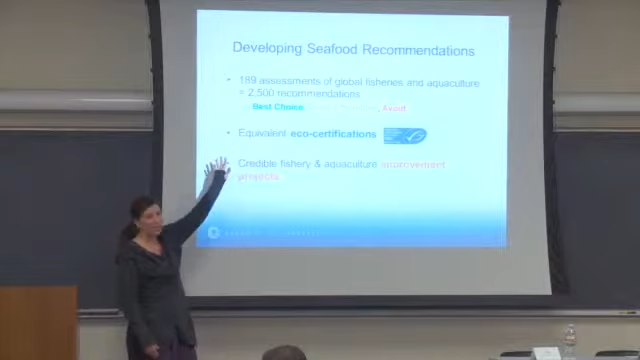 Developing Seafood Recommendations
• 189 assessments of global fisheries and aquaculture
= 2,500 recommendations
Best Choice, Avoid
• Equivalent eco-certifications
Credible fishery & aquaculture improvement
projects